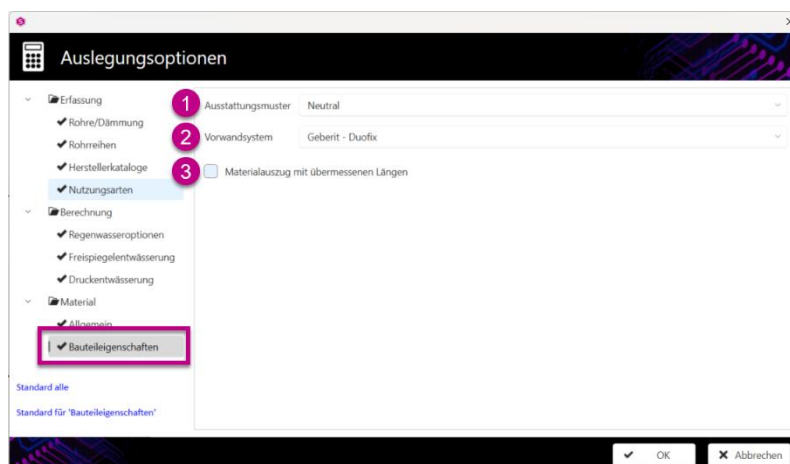 Auslegungsoptionen
Erfassung
Rohre/Dämmung
Rohrreihen
Herstellerkataloge
Nutzungsarten
Berechnung
Regenwasseroptionen
Freispiegelentwässerung
Druckentwässerung
Material
Allgemein
Bauteileigenschaften
Standard alle
Standard für 'Bauteileigenschaften'
1 Ausstattungsmuster Neutral
2 Vorwandsystem Geberit - Duofix
3 Materialauszug mit übermessenen Längen
OK Abbrechen